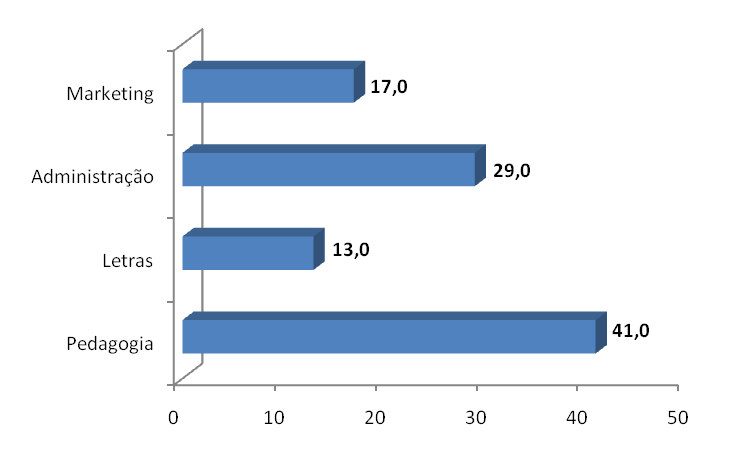 Marketing 17,0
Administração 29,0
Letras 13,0
Pedagogia 41,0
0 10 20 30 40 50